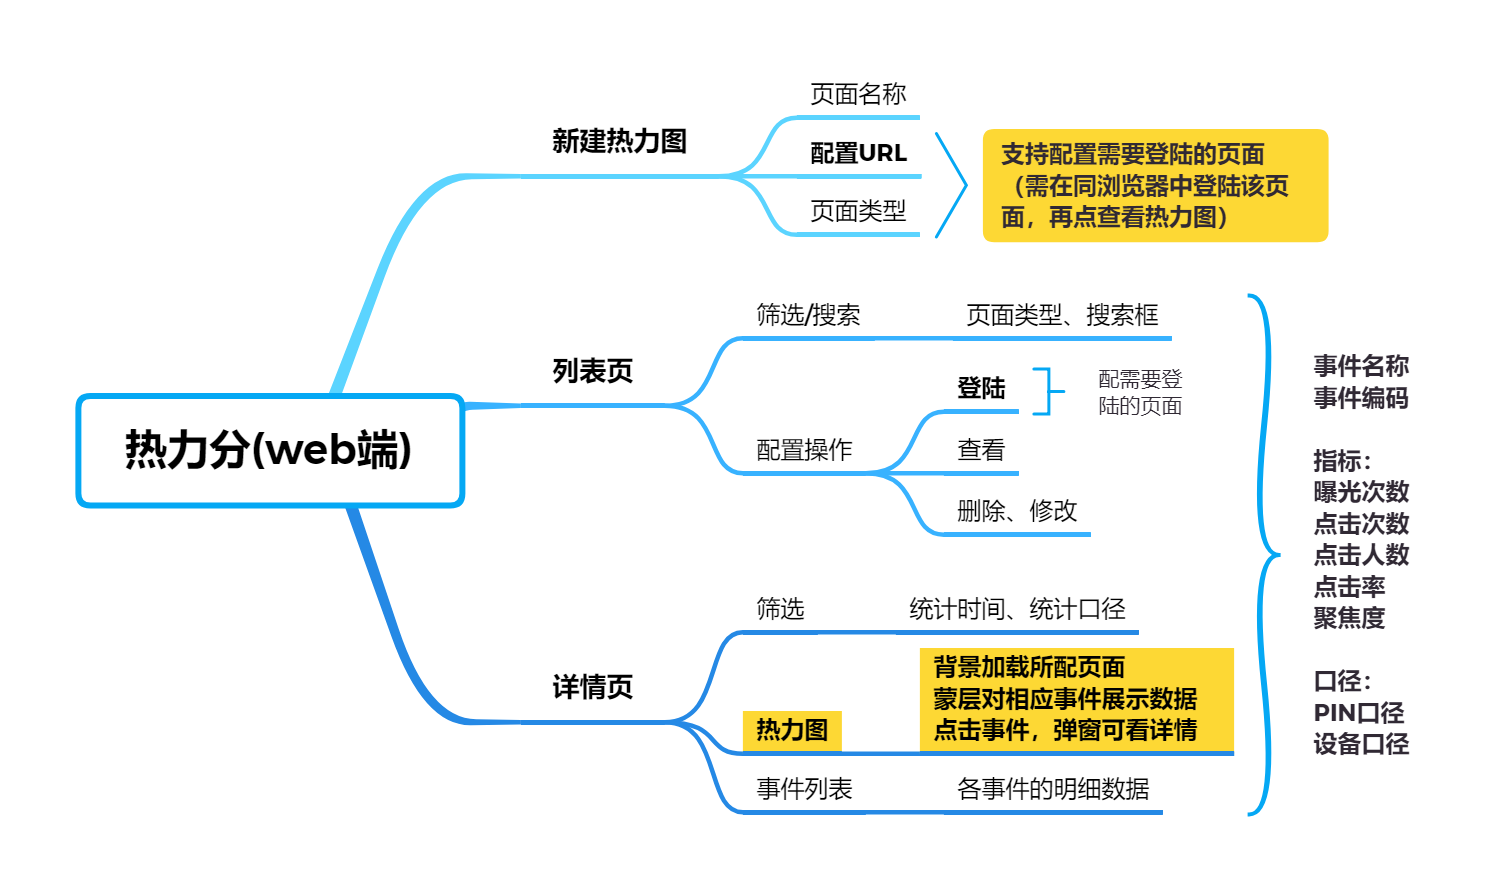 热力分(web端)
新建热力图
页面名称
配置URL
页面类型
支持配置需要登陆的页面
（需在同浏览器中登陆该页
面，再点查看热力图）
列表页
筛选/搜索
页面类型、搜索框
配置操作
登陆
配需要登
陆的页面
查看
删除、修改
详情页
筛选
统计时间、统计口径
热力图
背景加载所配页面
蒙层对相应事件展示数据
点击事件，弹窗可看详情
事件列表
各事件的明细数据
事件名称
事件编码
指标：
曝光次数
点击次数
点击人数
点击率
聚焦度
口径：
PIN口径
设备口径